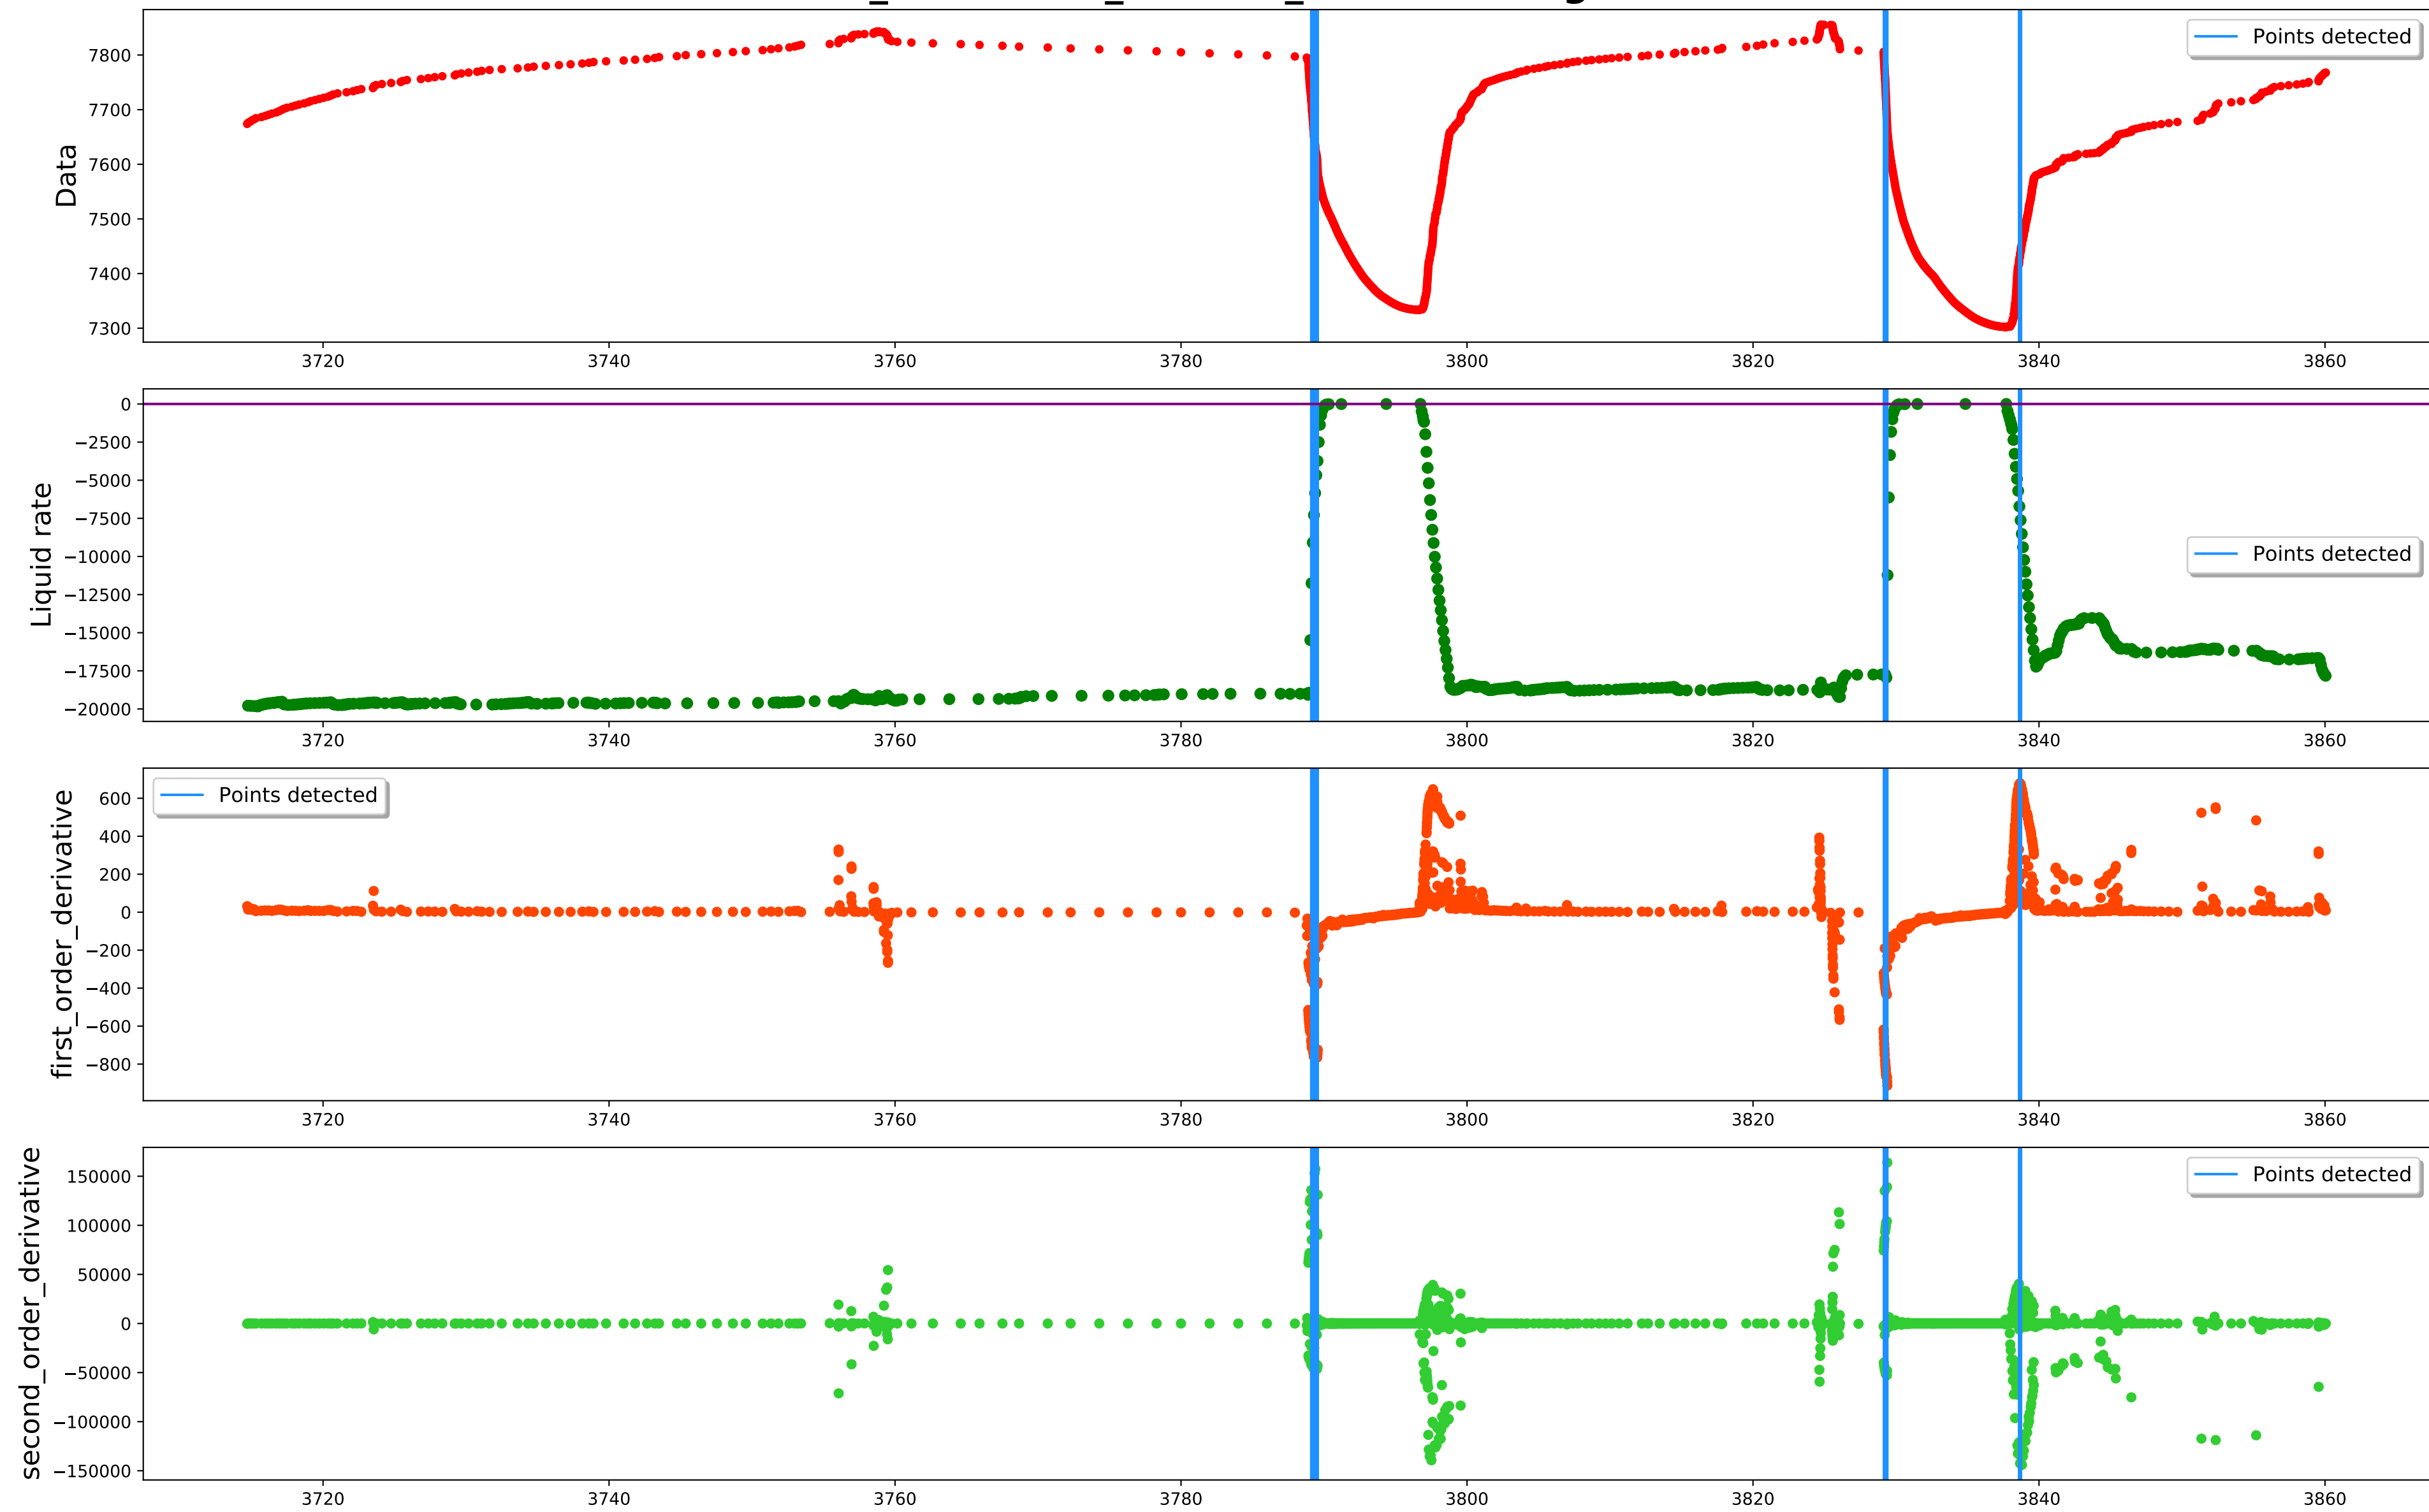 Points detected
Data
7800
7700
7600
7500
7400
7300
3720 3740 3760 3780 3800 3820 3840 3860
Liquid rate
0
−2500
−5000
−7500
−10000
−12500
−15000
−17500
−20000
Points detected
3720 3740 3760 3780 3800 3820 3840 3860
Points detected
first_order_derivative
600
400
200
0
−200
−400
−600
−800
3720 3740 3760 3780 3800 3820 3840 3860
Points detected
second_order_derivative
150000
100000
50000
0
−50000
−100000
−150000
3720 3740 3760 3780 3800 3820 3840 3860